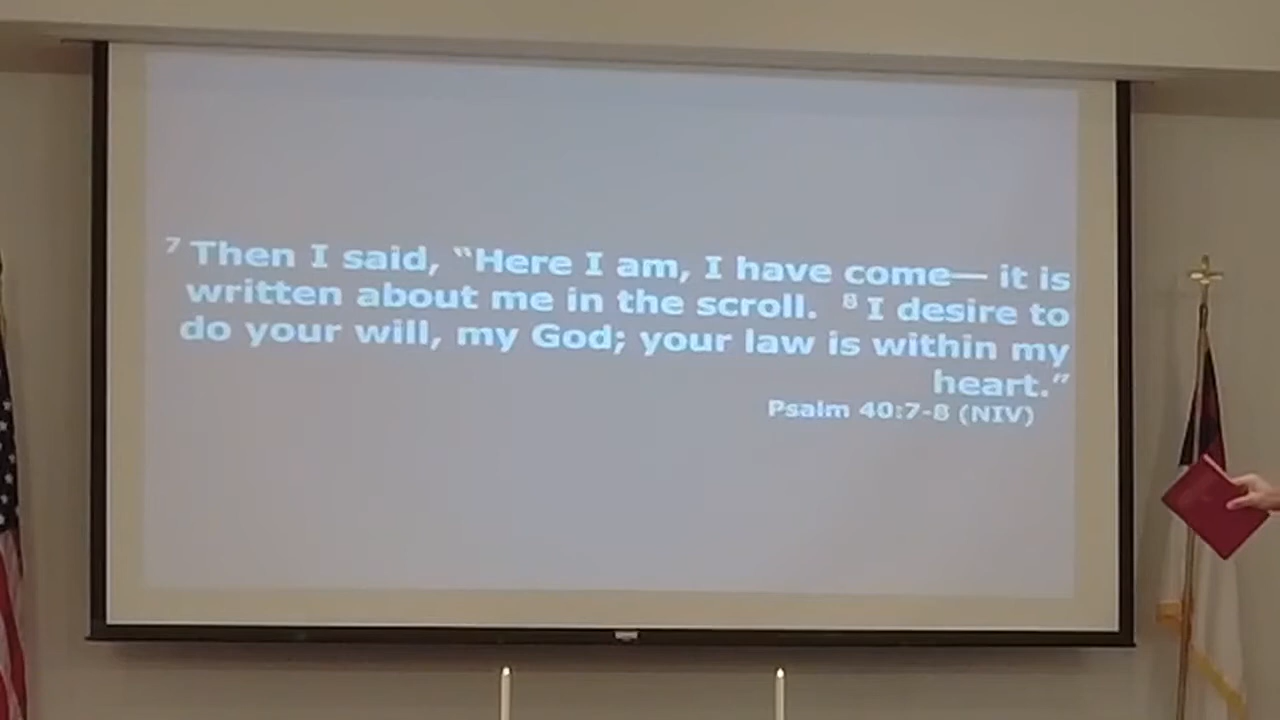 ⁷ Then I said, “Here I am, I have come— it is
written about me in the scroll. ⁸ I desire to
do your will, my God; your law is within my
heart.”
Psalm 40:7-8 (NIV)